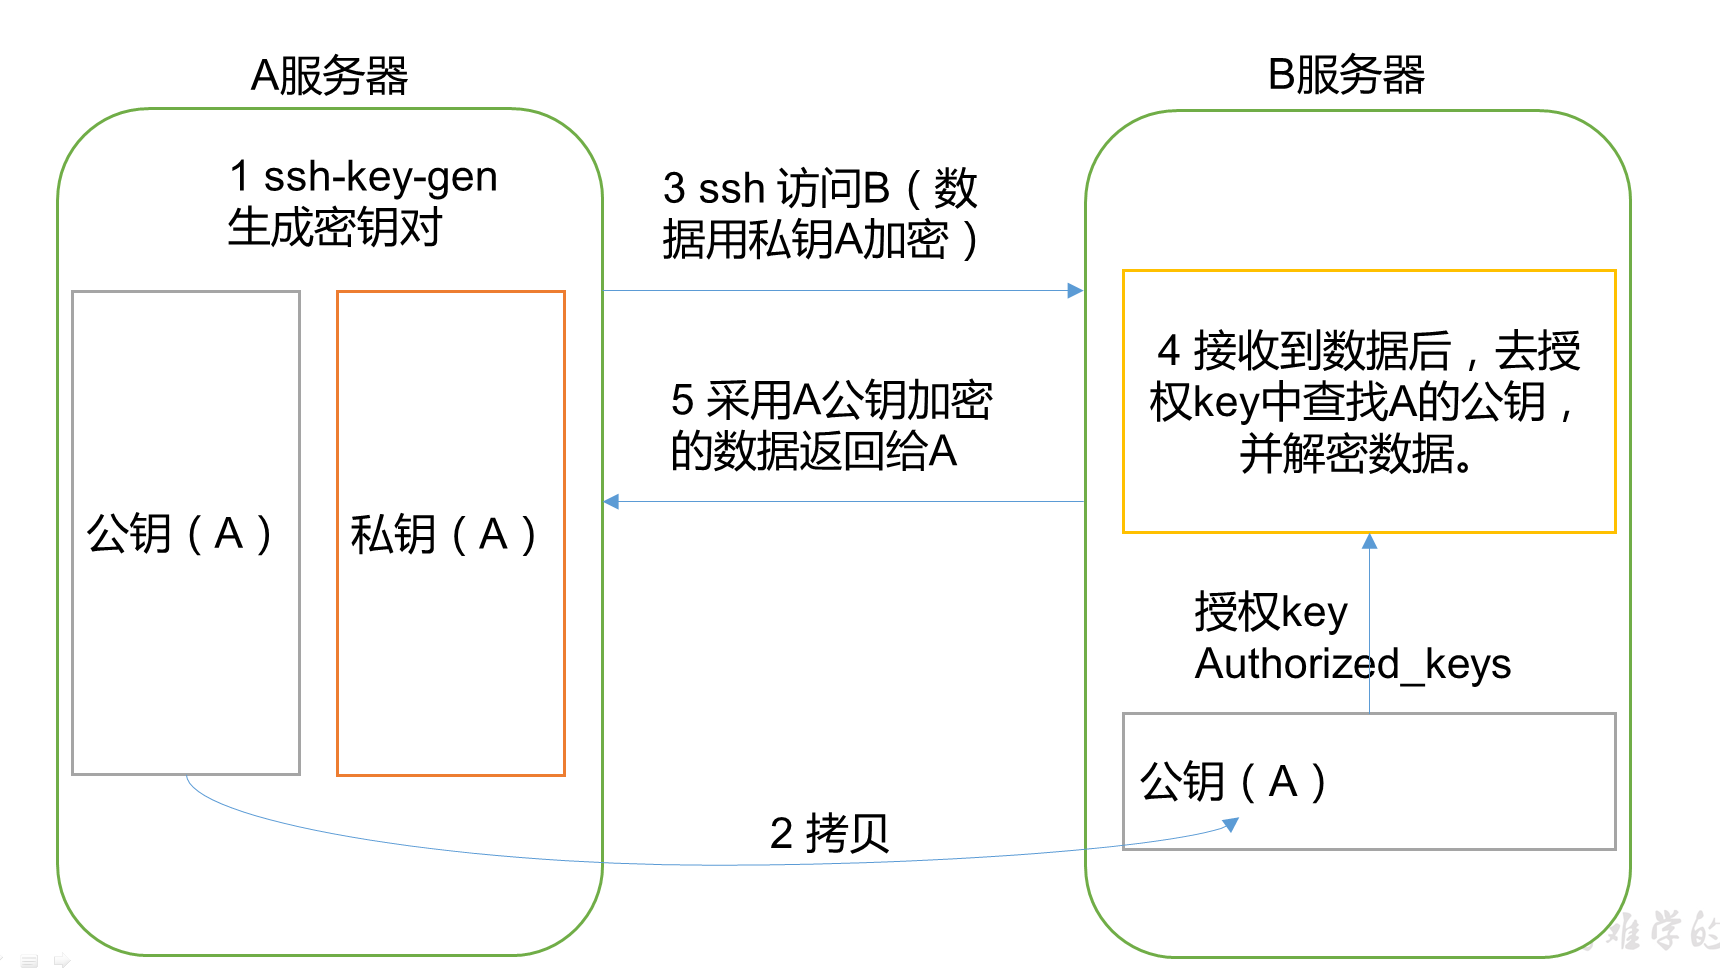 A服务器
B服务器
1 ssh-key-gen
生成密钥对
3 ssh 访问B（数
据用私钥A加密）
4 接收到数据后，去授
权key中查找A的公钥，
并解密数据。
5 采用A公钥加密
的数据返回给A
公钥（A）
私钥（A）
授权key
Authorized_keys
公钥（A）
2 拷贝
难学的